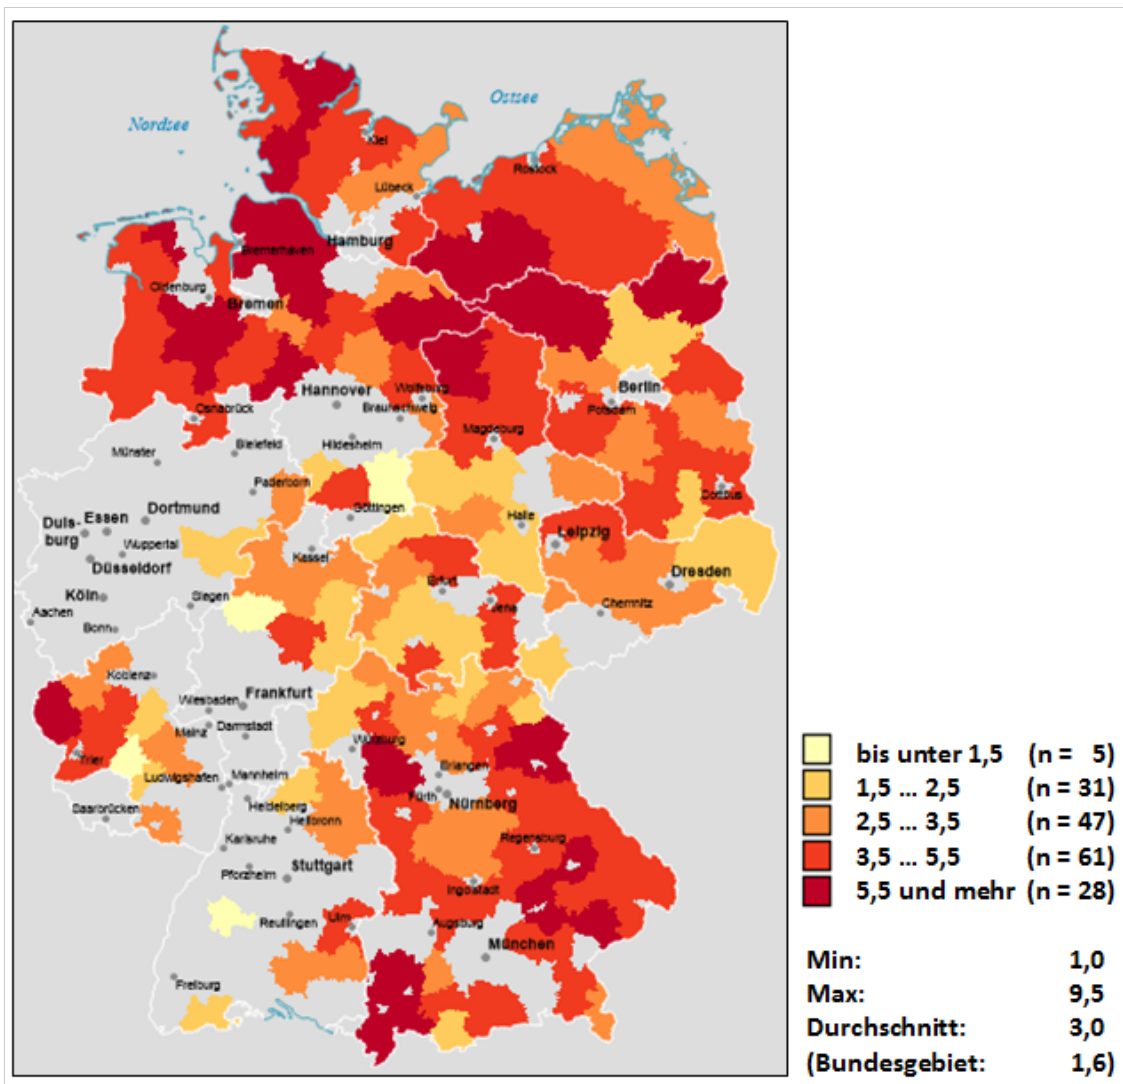 Nordsee
Ostsee
Kiel
Rostock
Lübeck
Hamburg
Bremerhaven
Oldenburg
Bremen
Hannover
Wolfsburg
Berlin
Osnabrück
Braunschweig
Potsdam
Bielefeld
Hildesheim
Magdeburg
Münster
Paderborn
Cottbus
Dortmund
Göttingen
Halle
Duis-
burg
Essen
Leipzig
Wuppertal
Kassel
Düsseldorf
Erfurt
Dresden
Köln
Siegen
Jena
Chemnitz
Aachen
Bonn
Koblenz
Frankfurt
Wiesbaden
Mainz
Darmstadt
Würzburg
Trier
Erlangen
Ludwigshafen
Mannheim
Fürth
Nürnberg
Saarbrücken
Heidelberg
Heilbronn
Karlsruhe
Regensburg
Stuttgart
Pforzheim
Ingolstadt
Reutlingen
Ulm
Augsburg
München
Freiburg
bis unter 1,5 (n = 5)
1,5 ... 2,5 (n = 31)
2,5 ... 3,5 (n = 47)
3,5 ... 5,5 (n = 61)
5,5 und mehr (n = 28)
Min: 1,0
Max: 9,5
Durchschnitt: 3,0
(Bundesgebiet: 1,6)